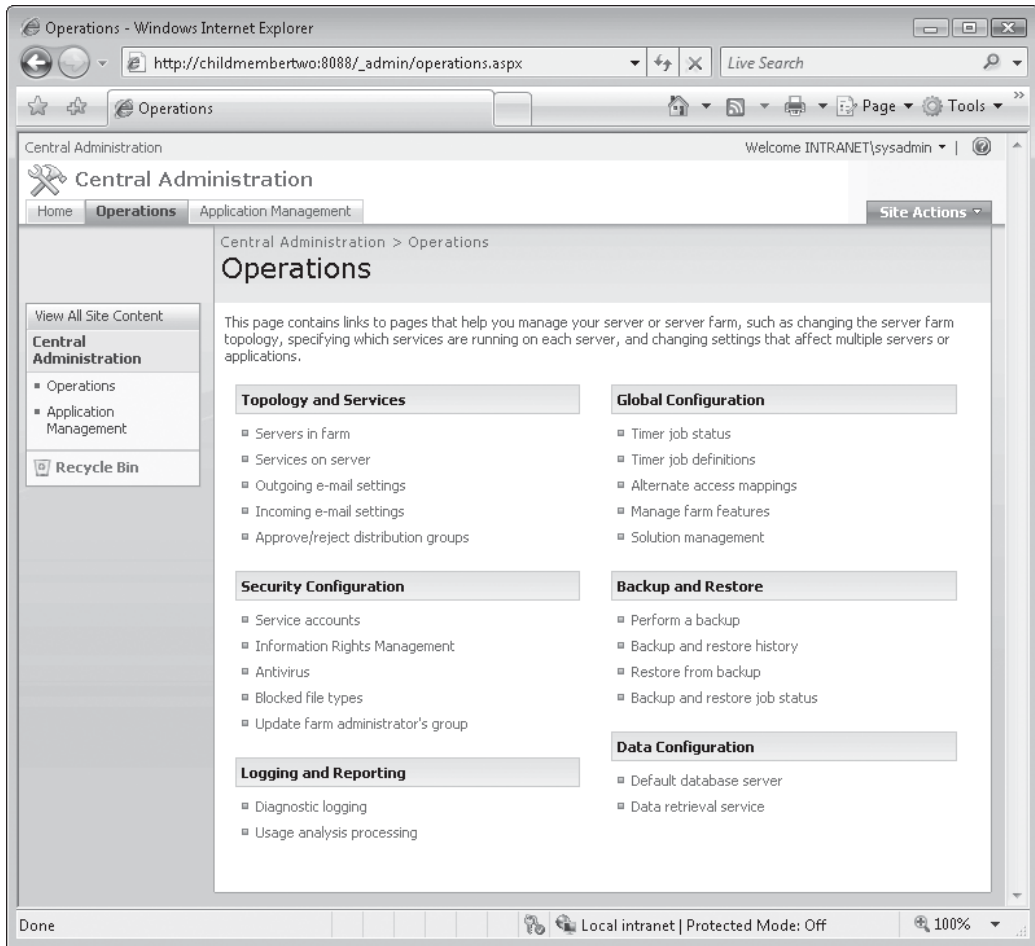 Operations - Windows Internet Explorer
http://childmembertwo:8088/_admin/operations.aspx
Live Search
Operations
Page
Tools
Central Administration
Welcome INTRANET\sysadmin
Central Administration
Home
Operations
Application Management
Site Actions
Central Administration > Operations
Operations
View All Site Content
Central
Administration
Operations
Application
Management
Recycle Bin
This page contains links to pages that help you manage your server or server farm, such as changing the server farm
topology, specifying which services are running on each server, and changing settings that affect multiple servers or
applications.
Topology and Services
Servers in farm
Services on server
Outgoing e-mail settings
Incoming e-mail settings
Approve/reject distribution groups
Security Configuration
Service accounts
Information Rights Management
Antivirus
Blocked file types
Update farm administrator's group
Logging and Reporting
Diagnostic logging
Usage analysis processing
Global Configuration
Timer job status
Timer job definitions
Alternate access mappings
Manage farm features
Solution management
Backup and Restore
Perform a backup
Backup and restore history
Restore from backup
Backup and restore job status
Data Configuration
Default database server
Data retrieval service
Done
Local intranet | Protected Mode: Off
100%